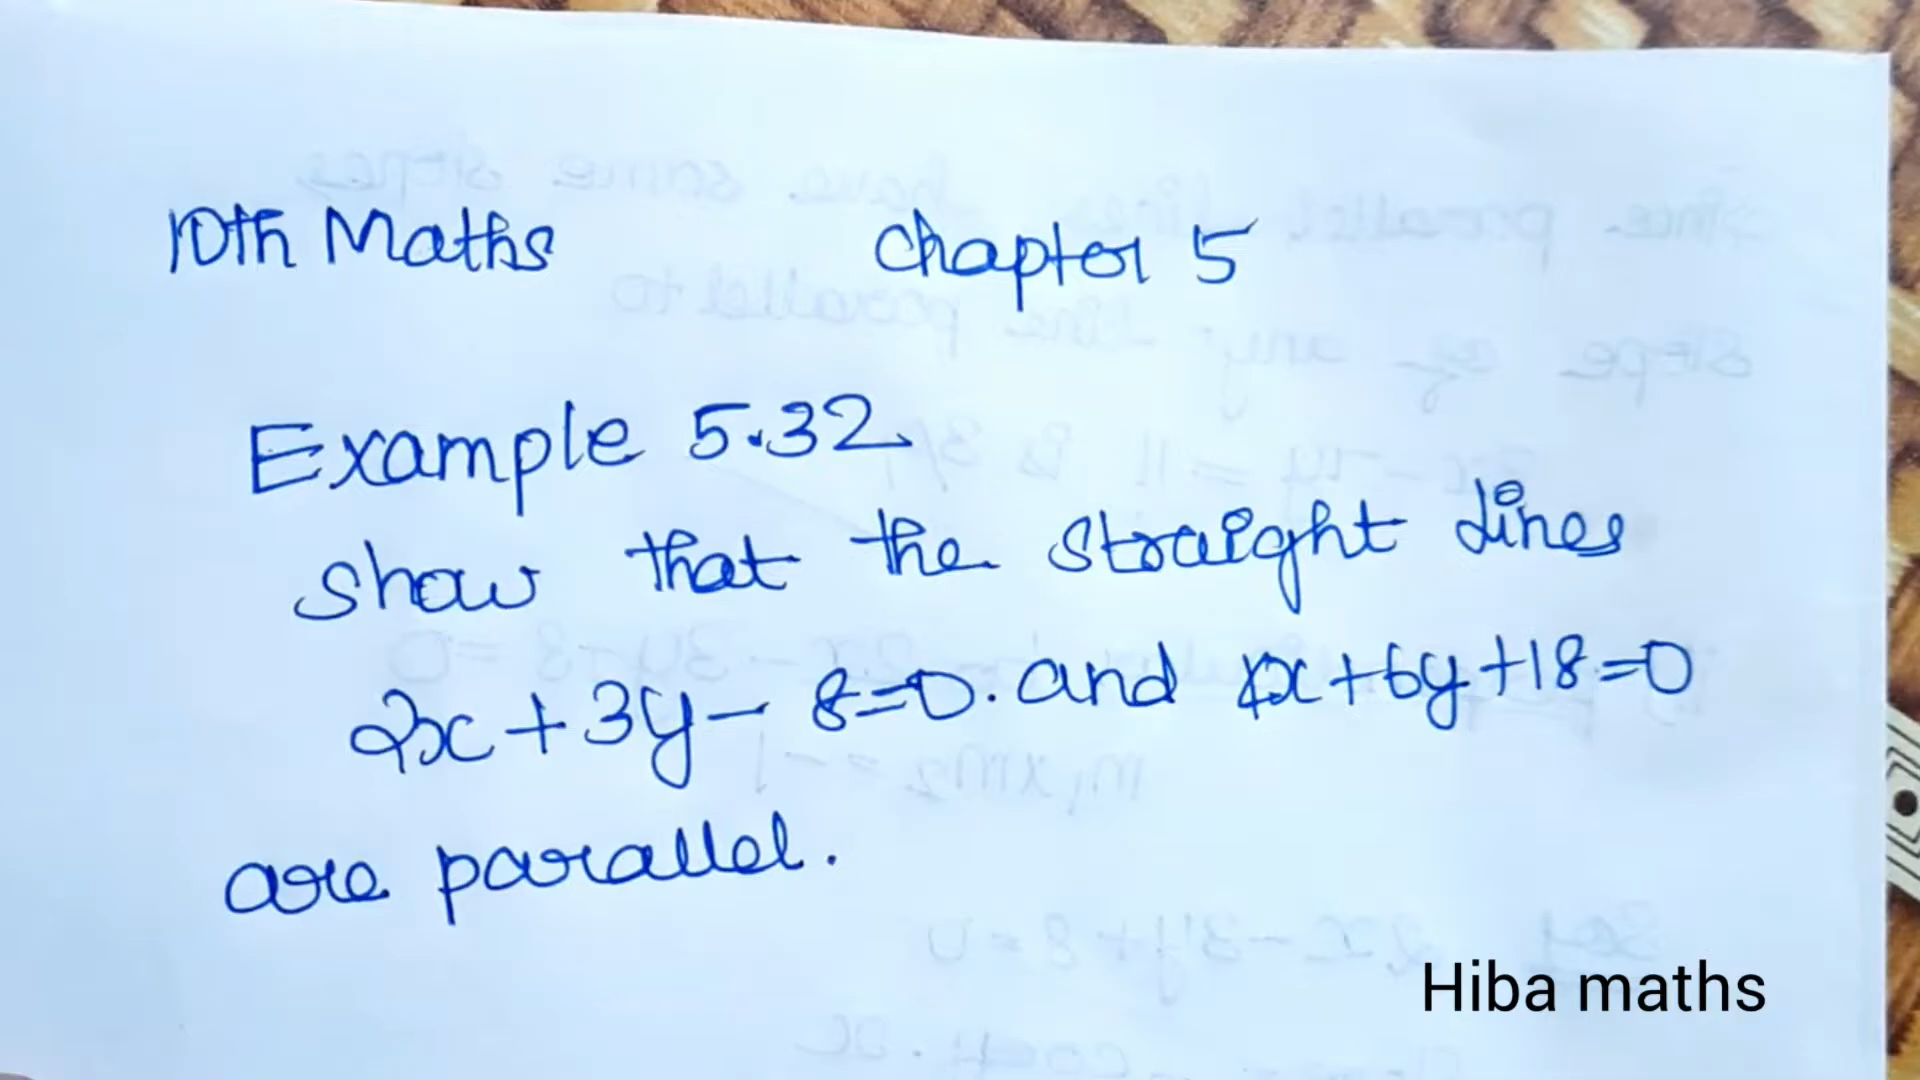 10th Maths Chapter 5
Example 5.32
show that the straight lines
2x + 3y - 8 = 0. and 4x + 6y + 18 = 0
are parallel.
Hiba maths